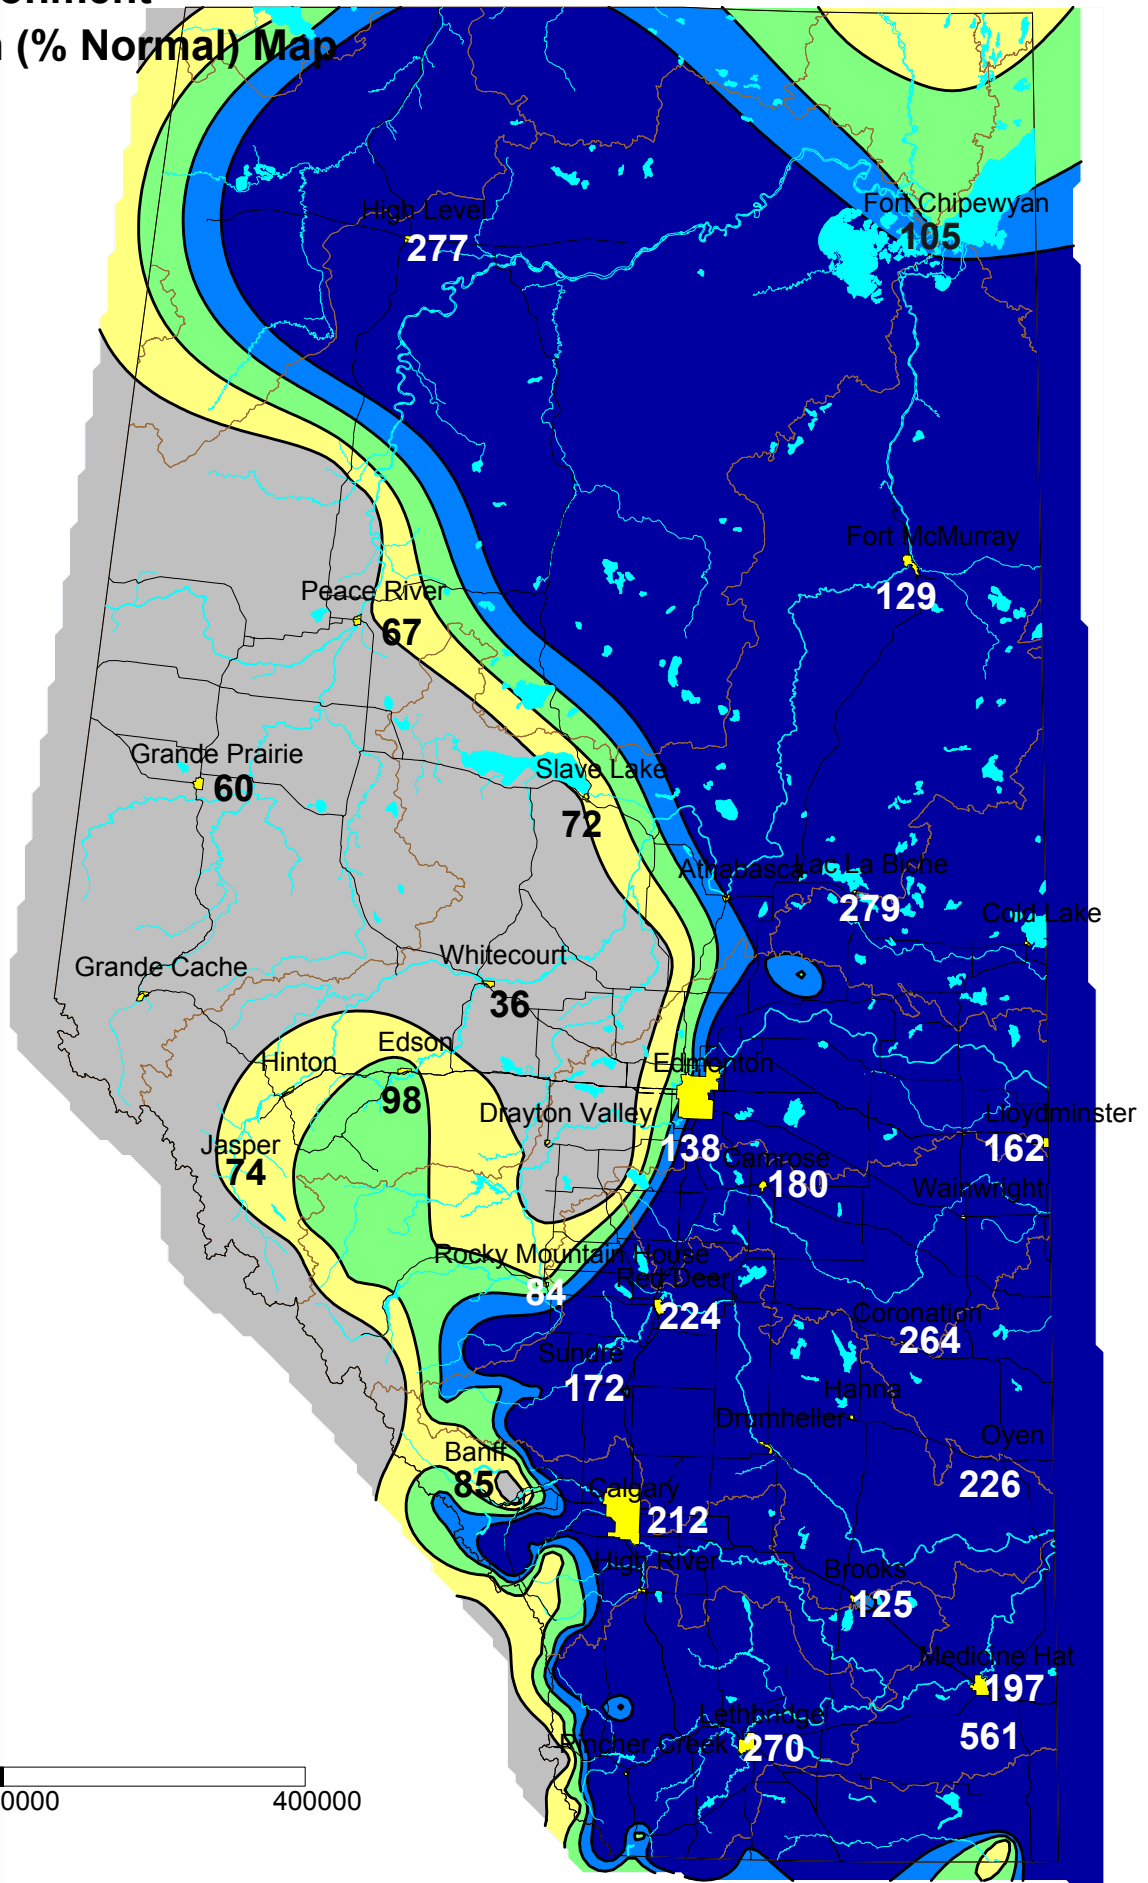 (% Normal) Map
High Level
277
Fort Chipewyan
105
Fort McMurray
129
Peace River
67
Grande Prairie
60
Slave Lake
72
Athabasca
Lac La Biche
279
Cold Lake
Whitecourt
36
Grande Cache
Edson
98
Hinton
Edmonton
138
Drayton Valley
Lloydminster
162
Jasper
74
Camrose
180
Wainwright
Rocky Mountain House
84
Red Deer
224
Coronation
264
Sundre
172
Hanna
Drumheller
Oyen
226
Banff
85
Calgary
212
High River
Brooks
125
Medicine Hat
197
561
Lethbridge
270
Pincher Creek
0000
400000